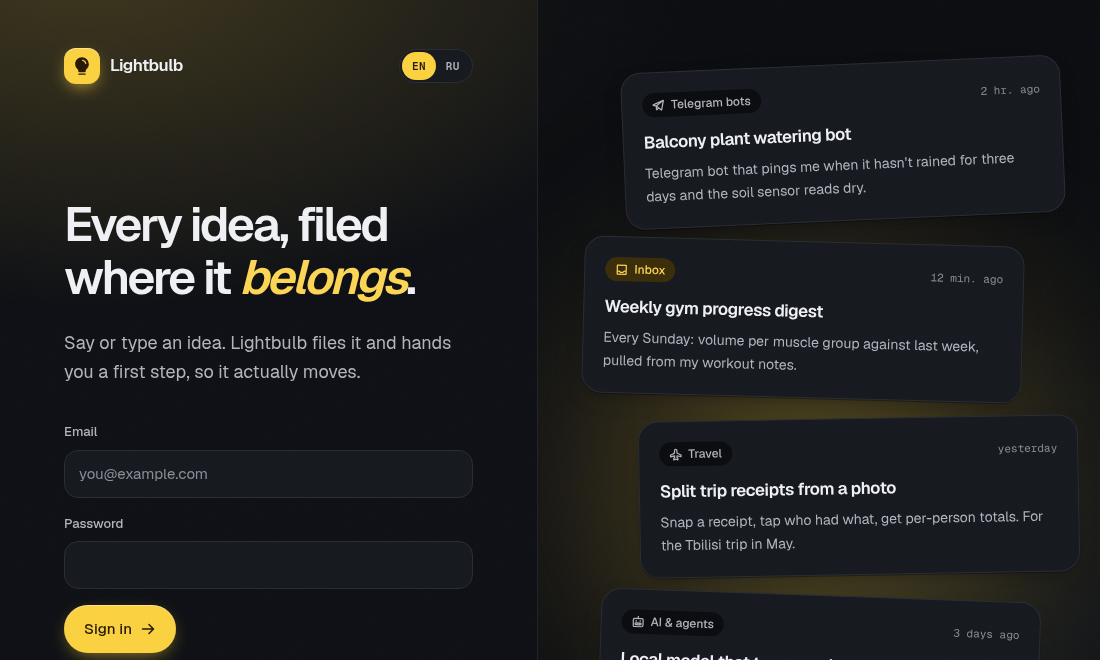 Lightbulb
EN RU
Every idea, filed
where it belongs.
Say or type an idea. Lightbulb files it and hands
you a first step, so it actually moves.
Email
you@example.com
Password
Sign in
Telegram bots
2 hr. ago
Balcony plant watering bot
Telegram bot that pings me when it hasn't rained for three
days and the soil sensor reads dry.
Inbox
12 min. ago
Weekly gym progress digest
Every Sunday: volume per muscle group against last week,
pulled from my workout notes.
Travel
yesterday
Split trip receipts from a photo
Snap a receipt, tap who had what, get per-person totals. For
the Tbilisi trip in May.
AI & agents
3 days ago
Local model that